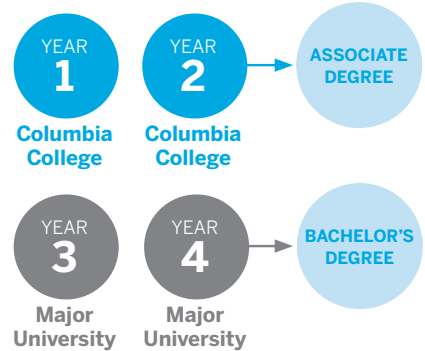 YEAR
1
Columbia
College
YEAR
2
Columbia
College
ASSOCIATE
DEGREE
YEAR
3
Major
University
YEAR
4
Major
University
BACHELOR'S
DEGREE